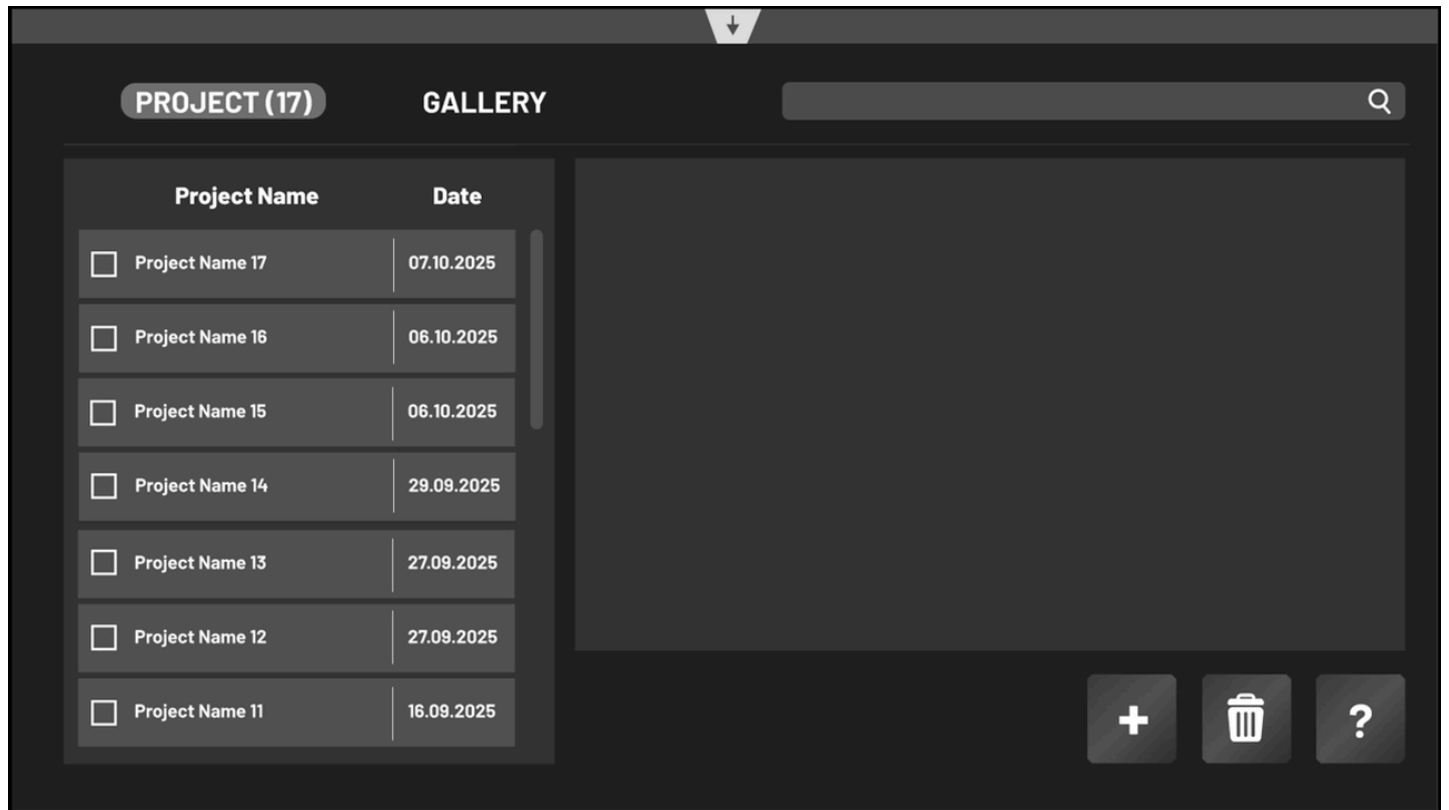 PROJECT (17) GALLERY
Project Name Date
Project Name 17 07.10.2025
Project Name 16 06.10.2025
Project Name 15 06.10.2025
Project Name 14 29.09.2025
Project Name 13 27.09.2025
Project Name 12 27.09.2025
Project Name 11 16.09.2025
+ ?